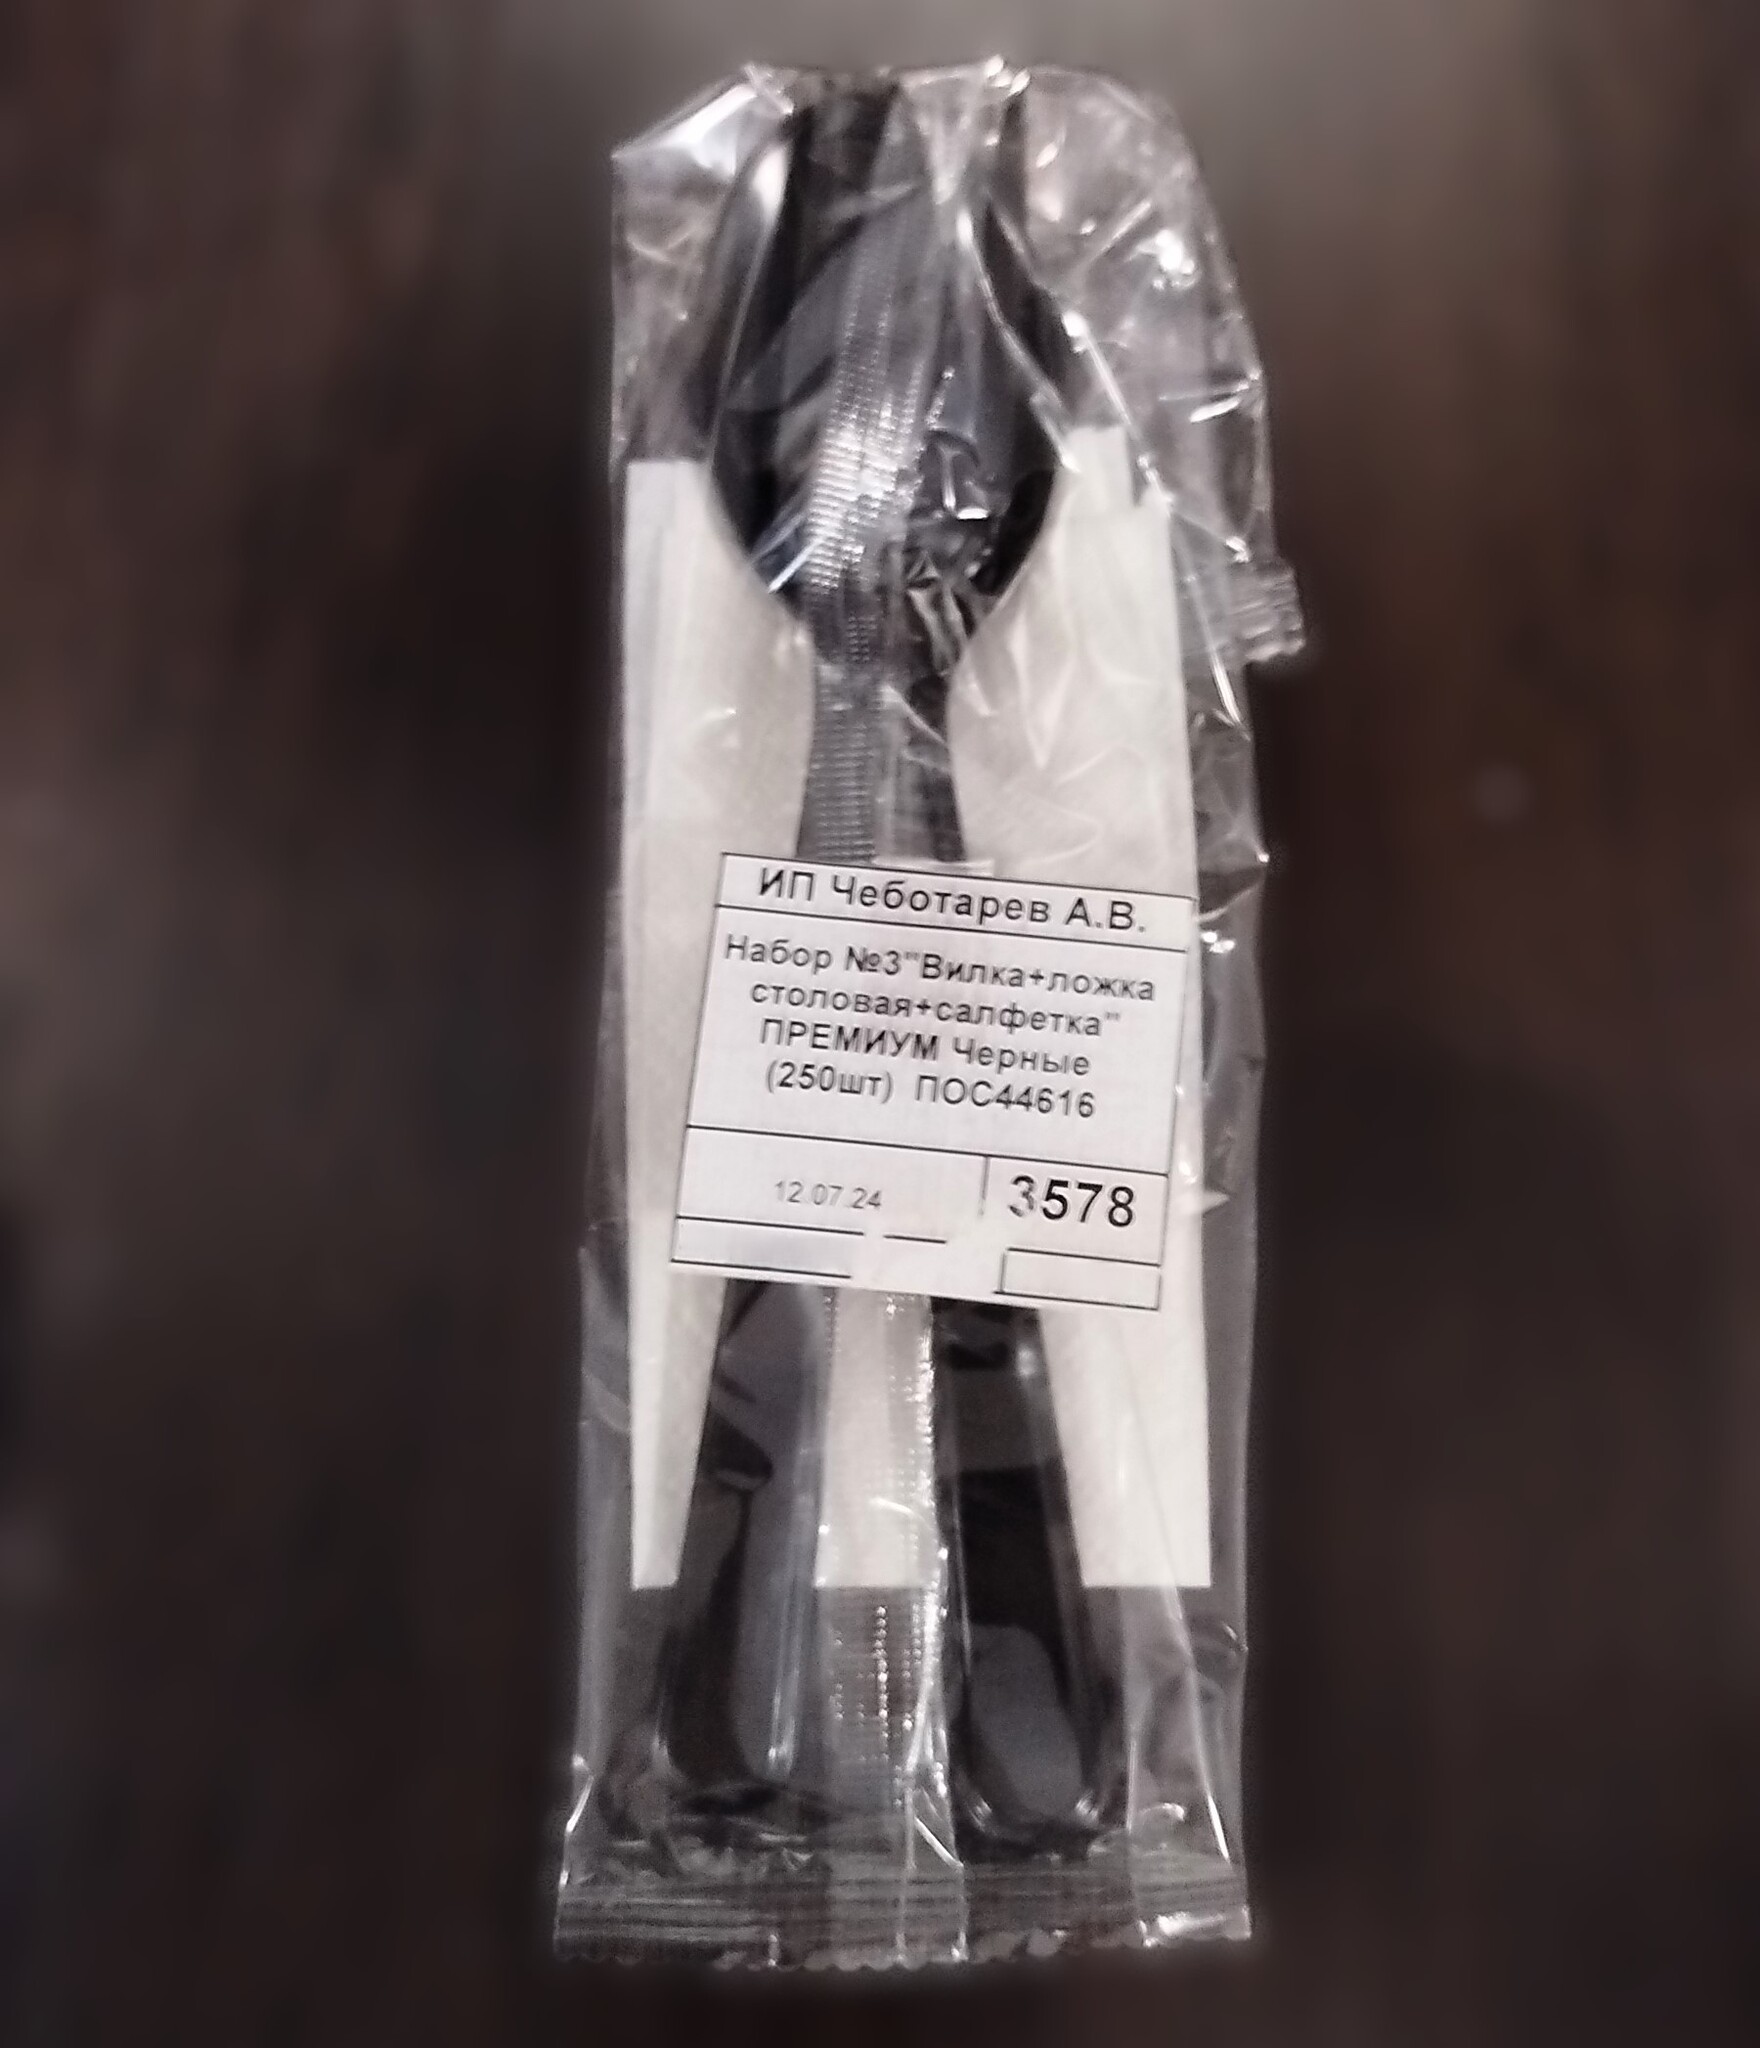 ИП Чеботарев А.В.
Набор №3"Вилка+ложка
столовая+салфетка"
ПРЕМИУМ Черные
(250шт) ПОС44616
12.07.24
3578